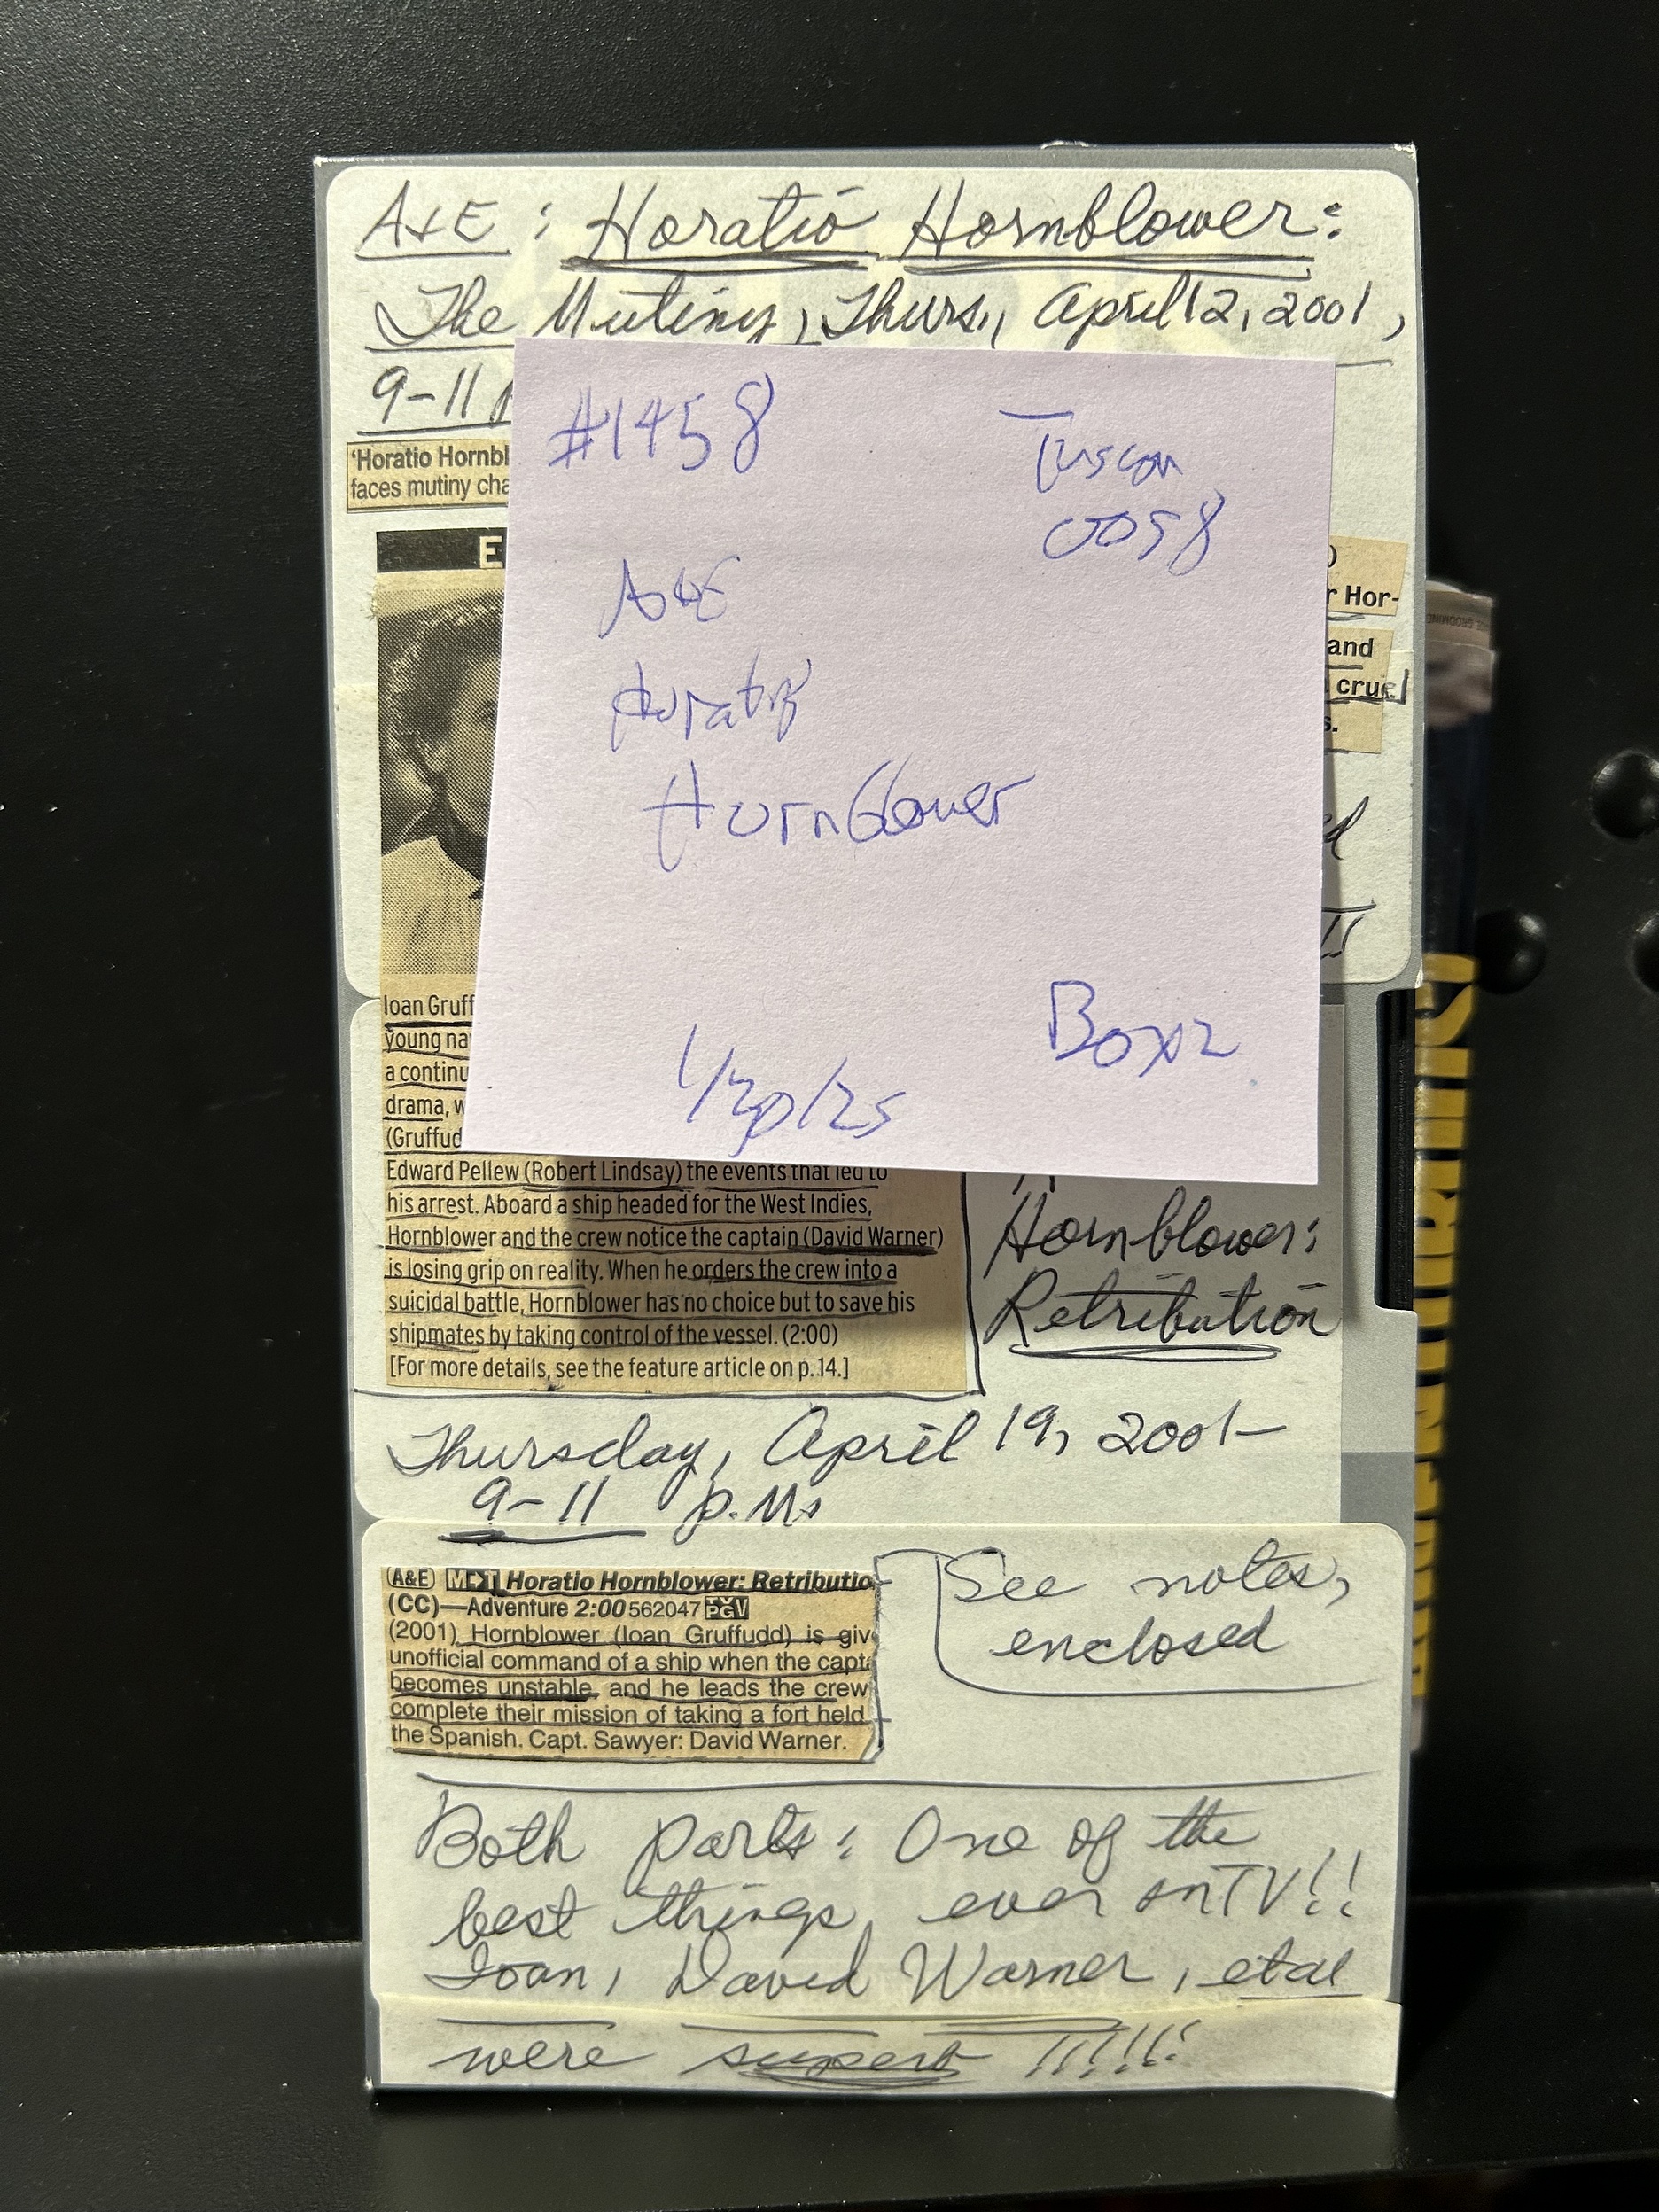 A&E: Horatio Hornblower:
The Mutiny, Thurs., April 12, 2001,
9-11
'Horatio Hornbl
faces mutiny cha
E
#1458
Tuscon
0058
A&E
Horatio
Hornblower
Box 2
1/30/25
)
r Hor-
and
cruel
s.
Ioan Gruff
young na
a continu
drama, w
(Gruffud
Edward Pellew (Robert Lindsay) the events that led to
his arrest. Aboard a ship headed for the West Indies,
Hornblower and the crew notice the captain (David Warner)
is losing grip on reality. When he orders the crew into a
suicidal battle, Hornblower has no choice but to save his
shipmates by taking control of the vessel. (2:00)
[For more details, see the feature article on p. 14.]
Hornblower:
Retribution
Thursday, April 19, 2001-
9-11 p.m.
(A&E) Horatio Hornblower: Retributio
(CC)—Adventure 2:00 562047 TV PGV
(2001) Hornblower (Ioan Gruffudd) is giv
unofficial command of a ship when the capt
becomes unstable, and he leads the crew
complete their mission of taking a fort held
the Spanish. Capt. Sawyer: David Warner.
See notes,
enclosed
Both parts: One of the
best things ever on TV!!
Ioan, David Warner, et al
were superb !!!!!!